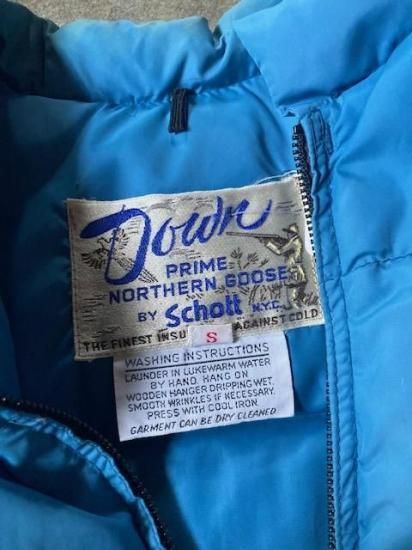 Down
PRIME
NORTHERN GOOSE
BY Schott N.Y.C.
THE FINEST INSU S AGAINST COLD
WASHING INSTRUCTIONS
LAUNDER IN LUKEWARM WATER
BY HAND. HANG ON
WOODEN HANGER DRIPPING WET.
SMOOTH WRINKLES IF NECESSARY.
PRESS WITH COOL IRON.
GARMENT CAN BE DRY CLEANED